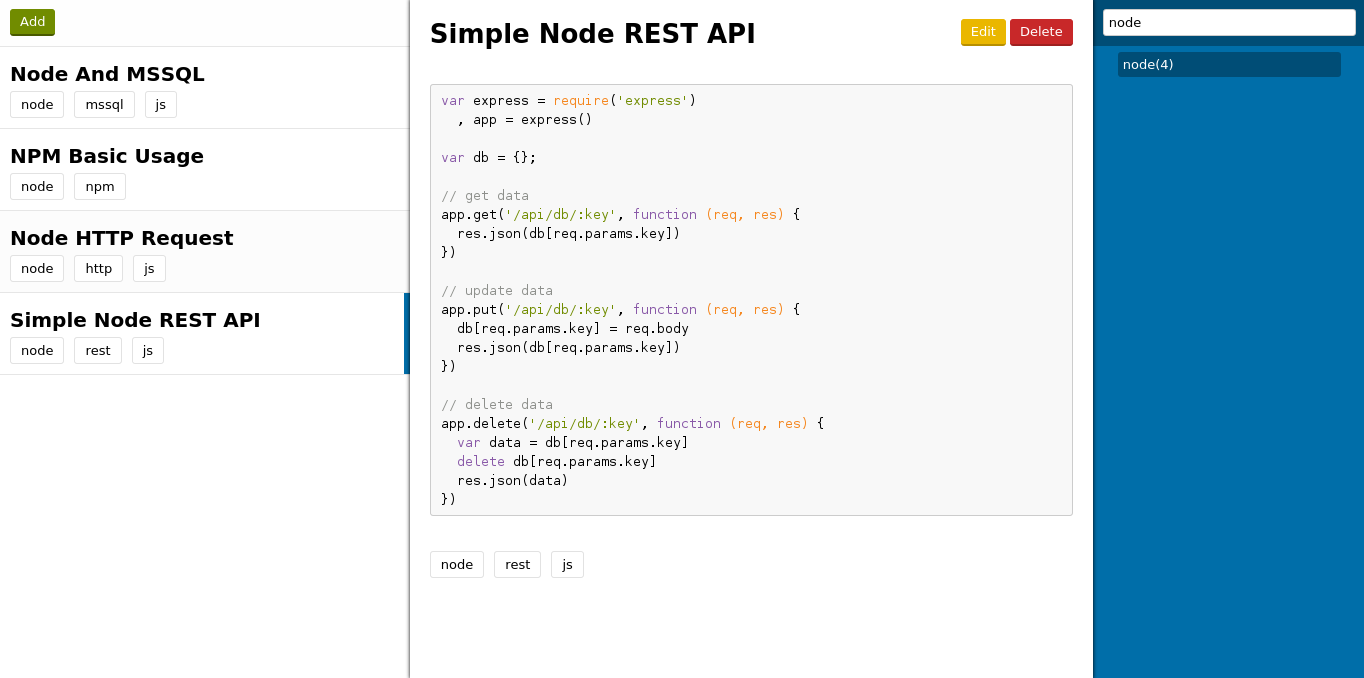 Add
Node And MSSQL
node mssql js
NPM Basic Usage
node npm
Node HTTP Request
node http js
Simple Node REST API
node rest js
Simple Node REST API
Edit Delete
var express = require('express')
  , app = express()

var db = {};

// get data
app.get('/api/db/:key', function (req, res) {
  res.json(db[req.params.key])
})

// update data
app.put('/api/db/:key', function (req, res) {
  db[req.params.key] = req.body
  res.json(db[req.params.key])
})

// delete data
app.delete('/api/db/:key', function (req, res) {
  var data = db[req.params.key]
  delete db[req.params.key]
  res.json(data)
})
node rest js
node
node(4)